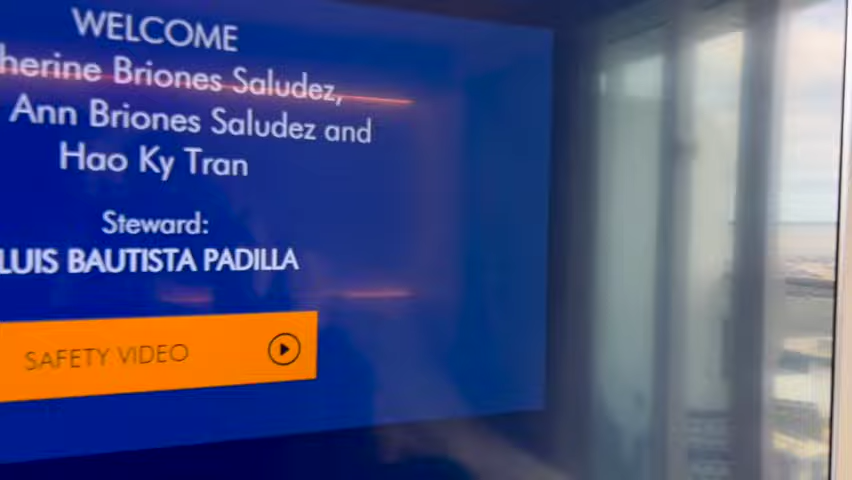 WELCOME
herine Briones Saludez,
Ann Briones Saludez and
Hao Ky Tran
Steward:
LUIS BAUTISTA PADILLA
SAFETY VIDEO